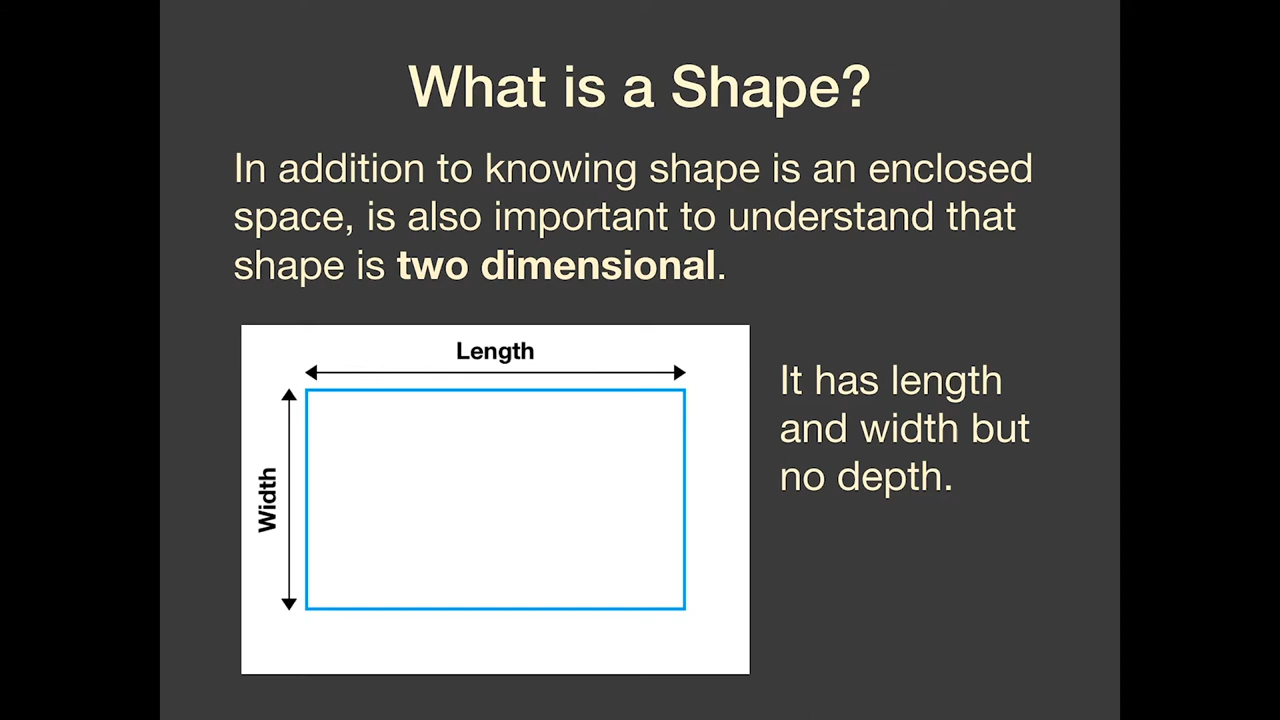 What is a Shape?
In addition to knowing shape is an enclosed
space, is also important to understand that
shape is two dimensional.
Length
Width
It has length
and width but
no depth.